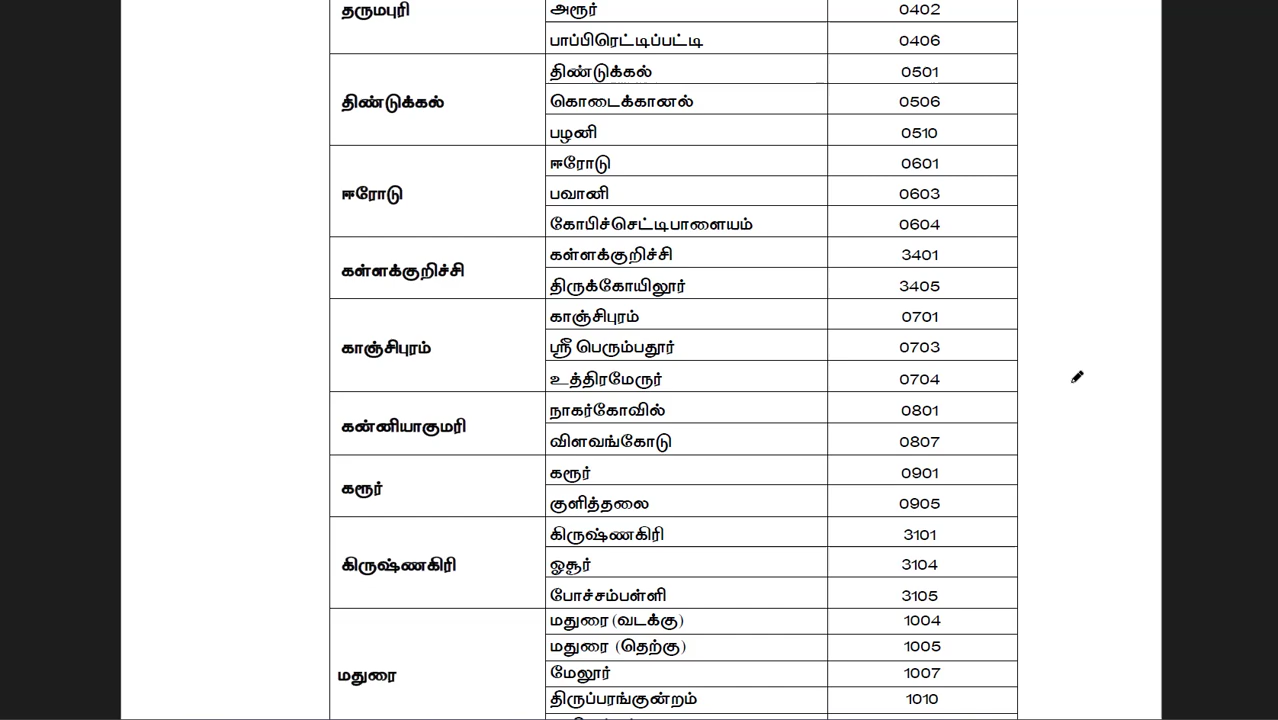 தருமபுரி அரூர் 0402
பாப்பிரெட்டிப்பட்டி 0406
திண்டுக்கல் திண்டுக்கல் 0501
கொடைக்கானல் 0506
பழனி 0510
ஈரோடு ஈரோடு 0601
பவானி 0603
கோபிச்செட்டிபாளையம் 0604
கள்ளக்குறிச்சி கள்ளக்குறிச்சி 3401
திருக்கோயிலூர் 3405
காஞ்சிபுரம் காஞ்சிபுரம் 0701
ஸ்ரீ பெரும்பதூர் 0703
உத்திரமேருர் 0704
கன்னியாகுமரி நாகர்கோவில் 0801
விளவங்கோடு 0807
கரூர் கரூர் 0901
குளித்தலை 0905
கிருஷ்ணகிரி கிருஷ்ணகிரி 3101
ஓசூர் 3104
போச்சம்பள்ளி 3105
மதுரை மதுரை (வடக்கு) 1004
மதுரை (தெற்கு) 1005
மேலூர் 1007
திருப்பரங்குன்றம் 1010